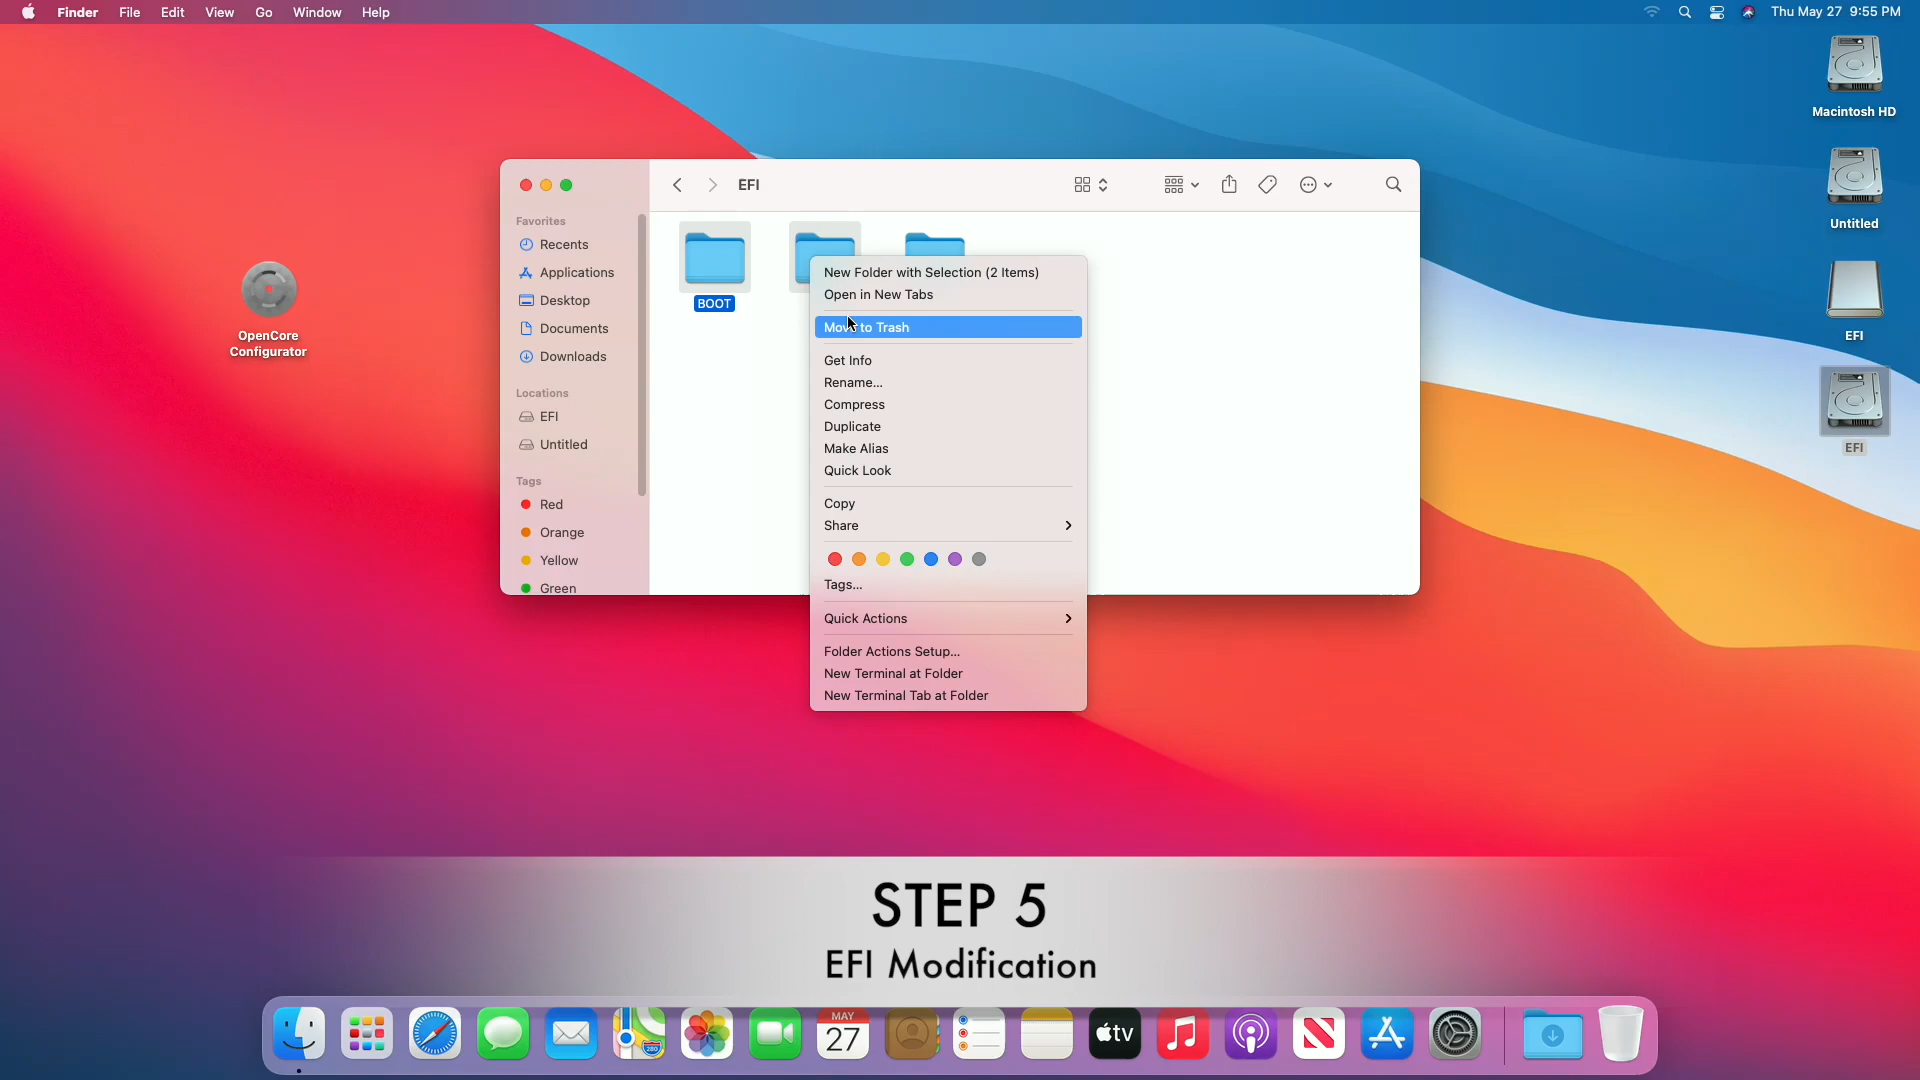 Finder File Edit View Go Window Help
Thu May 27 9:55 PM
Macintosh HD
Untitled
EFI
EFI
OpenCore
Configurator
EFI
Favorites
Recents
Applications
Desktop
Documents
Downloads
Locations
EFI
Untitled
Tags
Red
Orange
Yellow
Green
BOOT
New Folder with Selection (2 Items)
Open in New Tabs
Move to Trash
Get Info
Rename...
Compress
Duplicate
Make Alias
Quick Look
Copy
Share
Tags...
Quick Actions
Folder Actions Setup...
New Terminal at Folder
New Terminal Tab at Folder
STEP 5
EFI Modification
280
MAY
27
tv